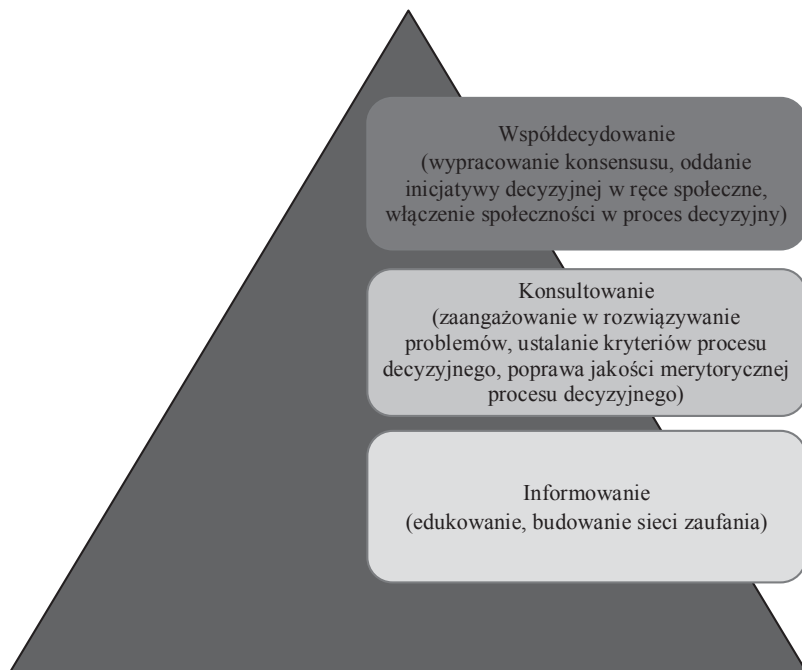 Współdecydowanie
(wypracowanie konsensusu, oddanie
inicjatywy decyzyjnej w ręce społeczne,
włączenie społeczności w proces decyzyjny)
Konsultowanie
(zaangażowanie w rozwiązywanie
problemów, ustalanie kryteriów procesu
decyzyjnego, poprawa jakości merytorycznej
procesu decyzyjnego)
Informowanie
(edukowanie, budowanie sieci zaufania)